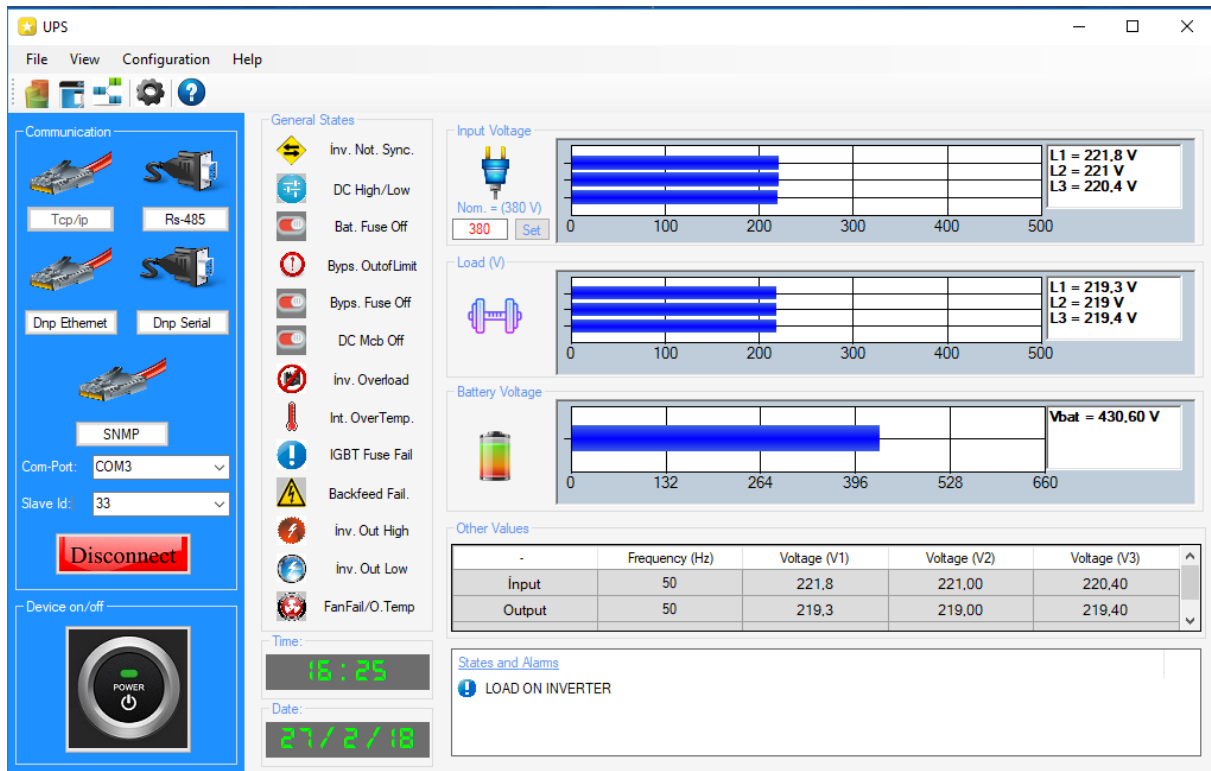 UPS
File View Configuration Help
Communication
Tcp/ip Rs-485
Dnp Ethernet Dnp Serial
SNMP
Com-Port: COM3
Slave Id: 33
Disconnect
Device on/off
POWER
General States
İnv. Not. Sync.
DC High/Low
Bat. Fuse Off
Byps. OutofLimit
Byps. Fuse Off
DC Mcb Off
İnv. Overload
Int. OverTemp.
IGBT Fuse Fail
Backfeed Fail.
İnv. Out High
İnv. Out Low
FanFail/O.Temp
Time:
16:25
Date:
27/2/18
Input Voltage
Nom. = (380 V)
380 Set
0 100 200 300 400 500
L1 = 221,8 V
L2 = 221 V
L3 = 220,4 V
Load (V)
0 100 200 300 400 500
L1 = 219,3 V
L2 = 219 V
L3 = 219,4 V
Battery Voltage
0 132 264 396 528 660
Vbat = 430,60 V
Other Values
- Frequency (Hz) Voltage (V1) Voltage (V2) Voltage (V3)
İnput 50 221,8 221,00 220,40
Output 50 219,3 219,00 219,40
States and Alarms
LOAD ON INVERTER